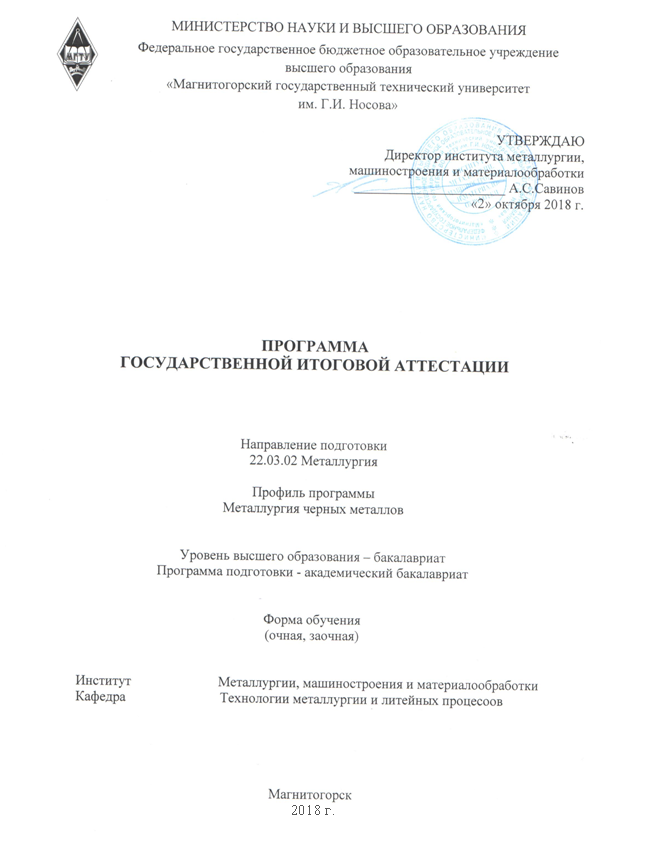 МИНИСТЕРСТВО НАУКИ И ВЫСШЕГО ОБРАЗОВАНИЯ
Федеральное государственное бюджетное образовательное учреждение
высшего образования
«Магнитогорский государственный технический университет
им. Г.И. Носова»
УТВЕРЖДАЮ
Директор института металлургии,
машиностроения и материалообработки
А.С.Савинов
«2» октября 2018 г.
ПРОГРАММА
ГОСУДАРСТВЕННОЙ ИТОГОВОЙ АТТЕСТАЦИИ
Направление подготовки
22.03.02 Металлургия
Профиль программы
Металлургия черных металлов
Уровень высшего образования – бакалавриат
Программа подготовки - академический бакалавриат
Форма обучения
(очная, заочная)
Институт Металлургии, машиностроения и материалообработки
Кафедра Технологии металлургии и литейных процесоов
Магнитогорск
2018 г.